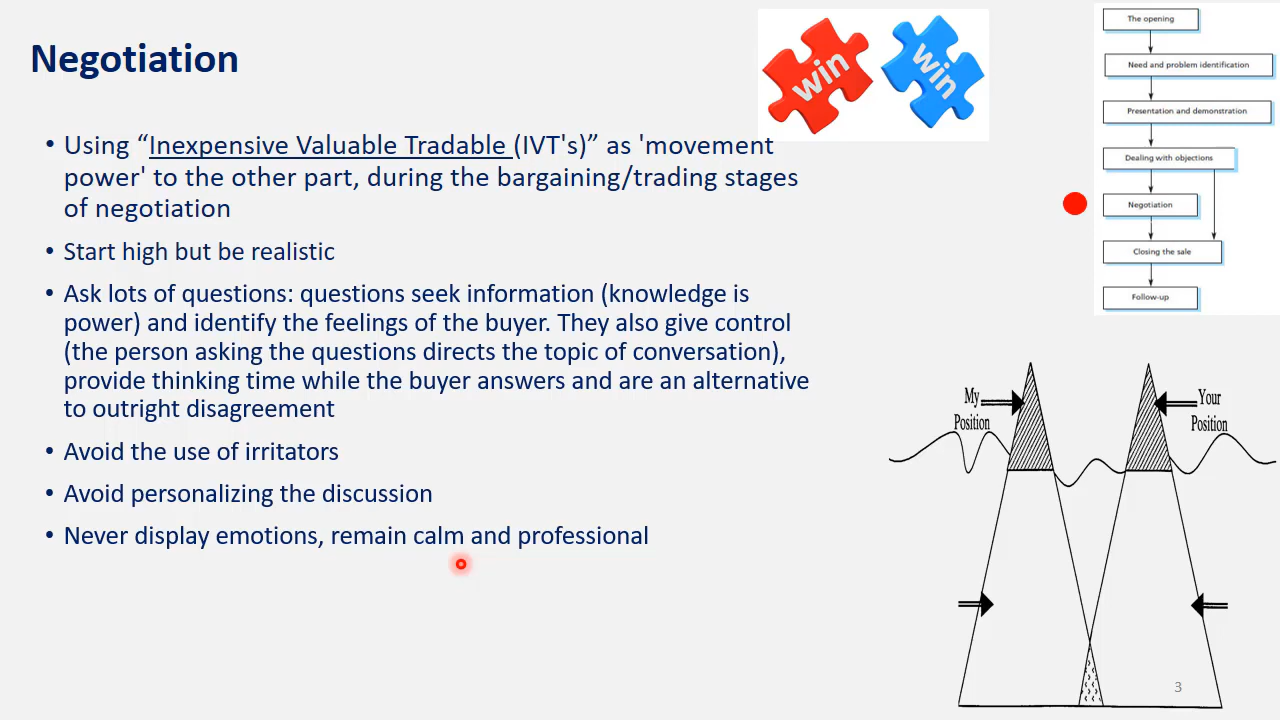 Negotiation
win
win
• Using “Inexpensive Valuable Tradable (IVT's)” as 'movement
power' to the other part, during the bargaining/trading stages
of negotiation
• Start high but be realistic
• Ask lots of questions: questions seek information (knowledge is
power) and identify the feelings of the buyer. They also give control
(the person asking the questions directs the topic of conversation),
provide thinking time while the buyer answers and are an alternative
to outright disagreement
• Avoid the use of irritators
• Avoid personalizing the discussion
• Never display emotions, remain calm and professional
The opening
Need and problem identification
Presentation and demonstration
Dealing with objections
Negotiation
Closing the sale
Follow-up
My
Position
Your
Position
3